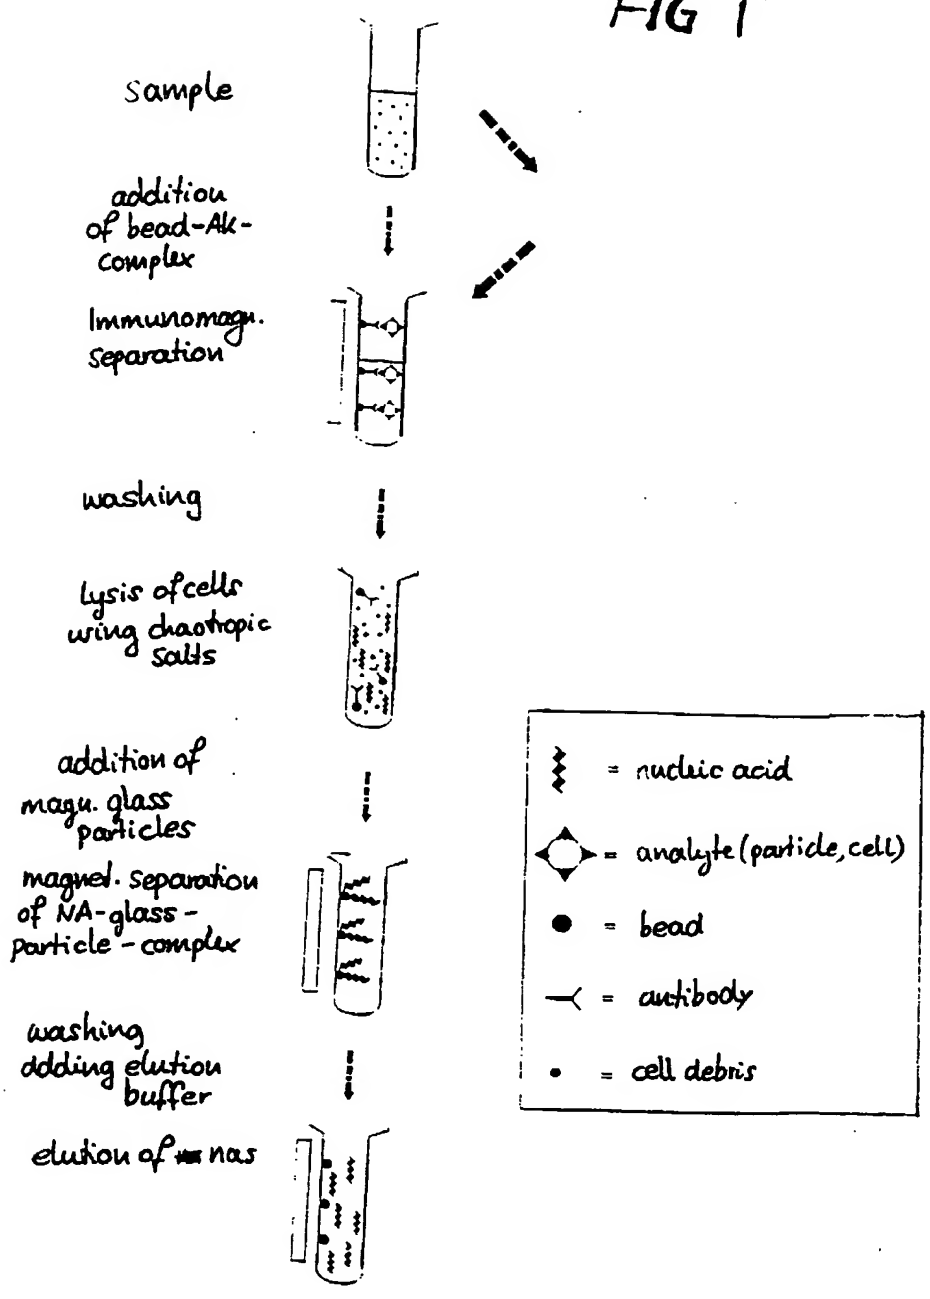 FIG 1
sample
addition
of bead-Ak-
complex
Immunomagn.
separation
washing
lysis of cells
using chaotropic
salts
addition of
magn. glass
particles
magnet. separation
of NA-glass-
particle-complex
washing
ddding elution
buffer
elution of nas
= nucleic acid
= analyte (particle, cell)
= bead
= antibody
= cell debris